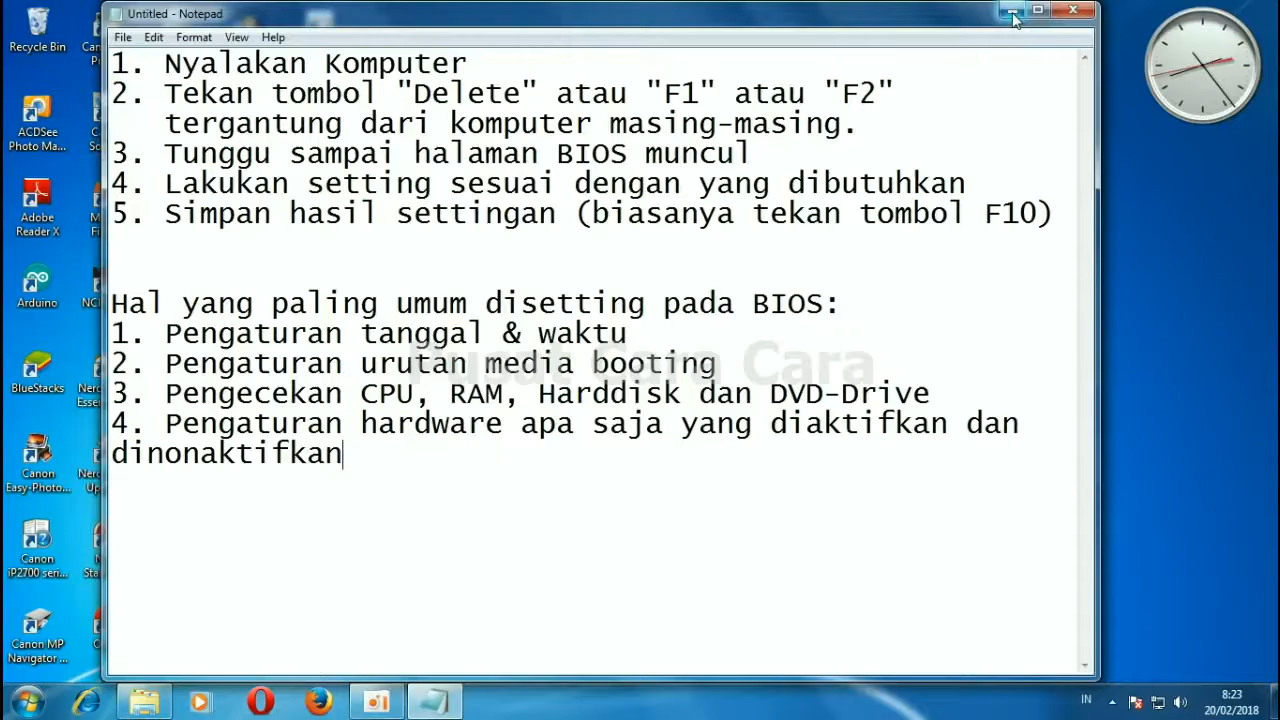 Untitled - Notepad
File Edit Format View Help
1. Nyalakan Komputer
2. Tekan tombol "Delete" atau "F1" atau "F2"
tergantung dari komputer masing-masing.
3. Tunggu sampai halaman BIOS muncul
4. Lakukan setting sesuai dengan yang dibutuhkan
5. Simpan hasil settingan (biasanya tekan tombol F10)
Hal yang paling umum disetting pada BIOS:
1. Pengaturan tanggal & waktu
2. Pengaturan urutan media booting
3. Pengecekan CPU, RAM, Harddisk dan DVD-Drive
4. Pengaturan hardware apa saja yang diaktifkan dan
dinonaktifkan
Pusat Cara Cara
Recycle Bin
ACDSee
Photo Ma...
Adobe
Reader X
Arduino
BlueStacks
Canon
Easy-Photo...
Canon
iP2700 seri...
Canon MP
Navigator ...
IN
8:23
20/02/2018